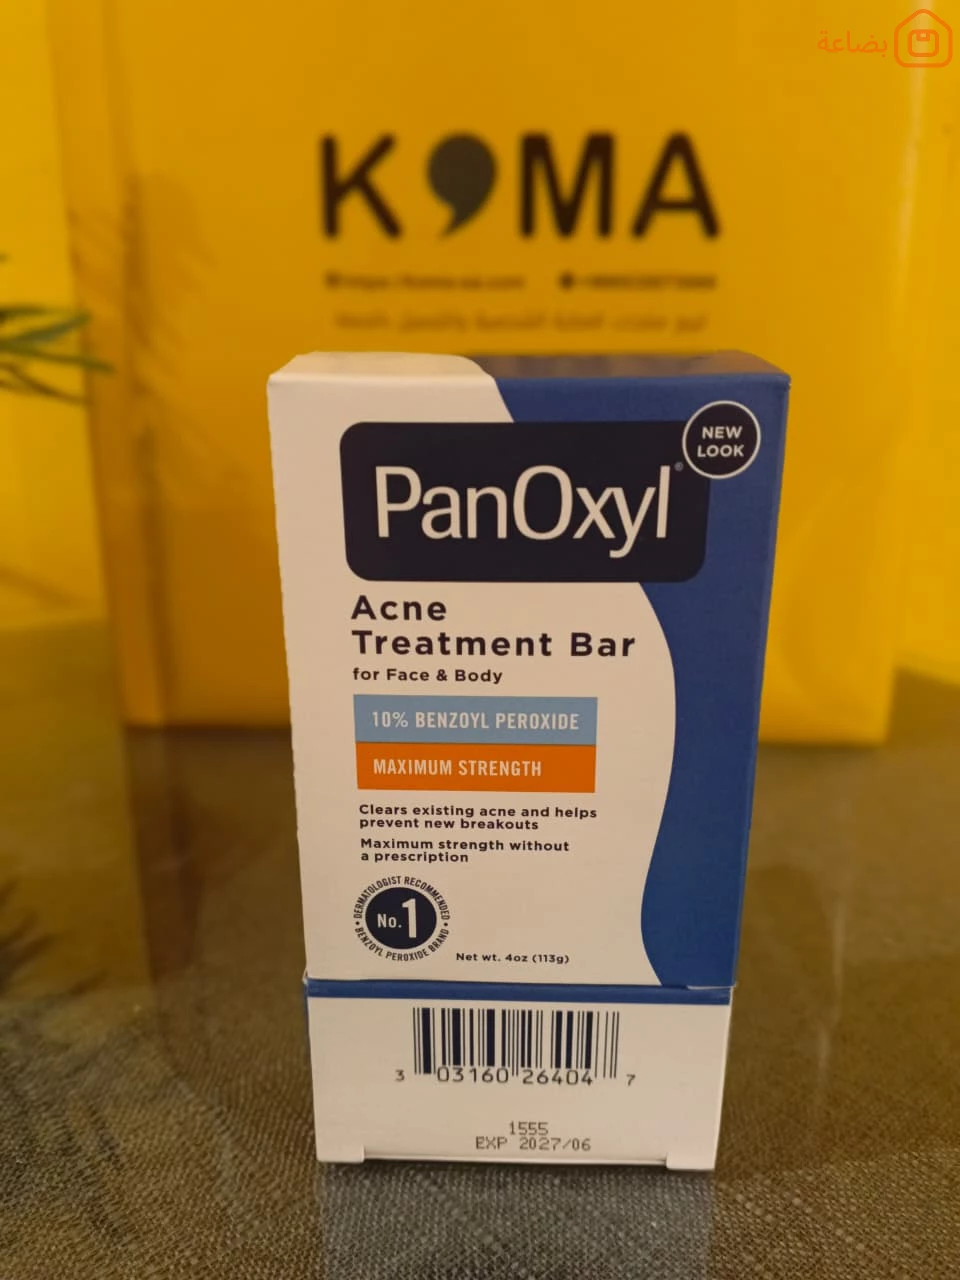 بضاعة
KOMA
NEW
LOOK
PanOxyl®
Acne
Treatment Bar
for Face & Body
10% BENZOYL PEROXIDE
MAXIMUM STRENGTH
Clears existing acne and helps
prevent new breakouts
Maximum strength without
a prescription
DERMATOLOGIST RECOMMENDED
No.1
BENZOYL PEROXIDE BRAND
Net wt. 4oz (113g)
3 03160 26404 7
1555
EXP 2027/06